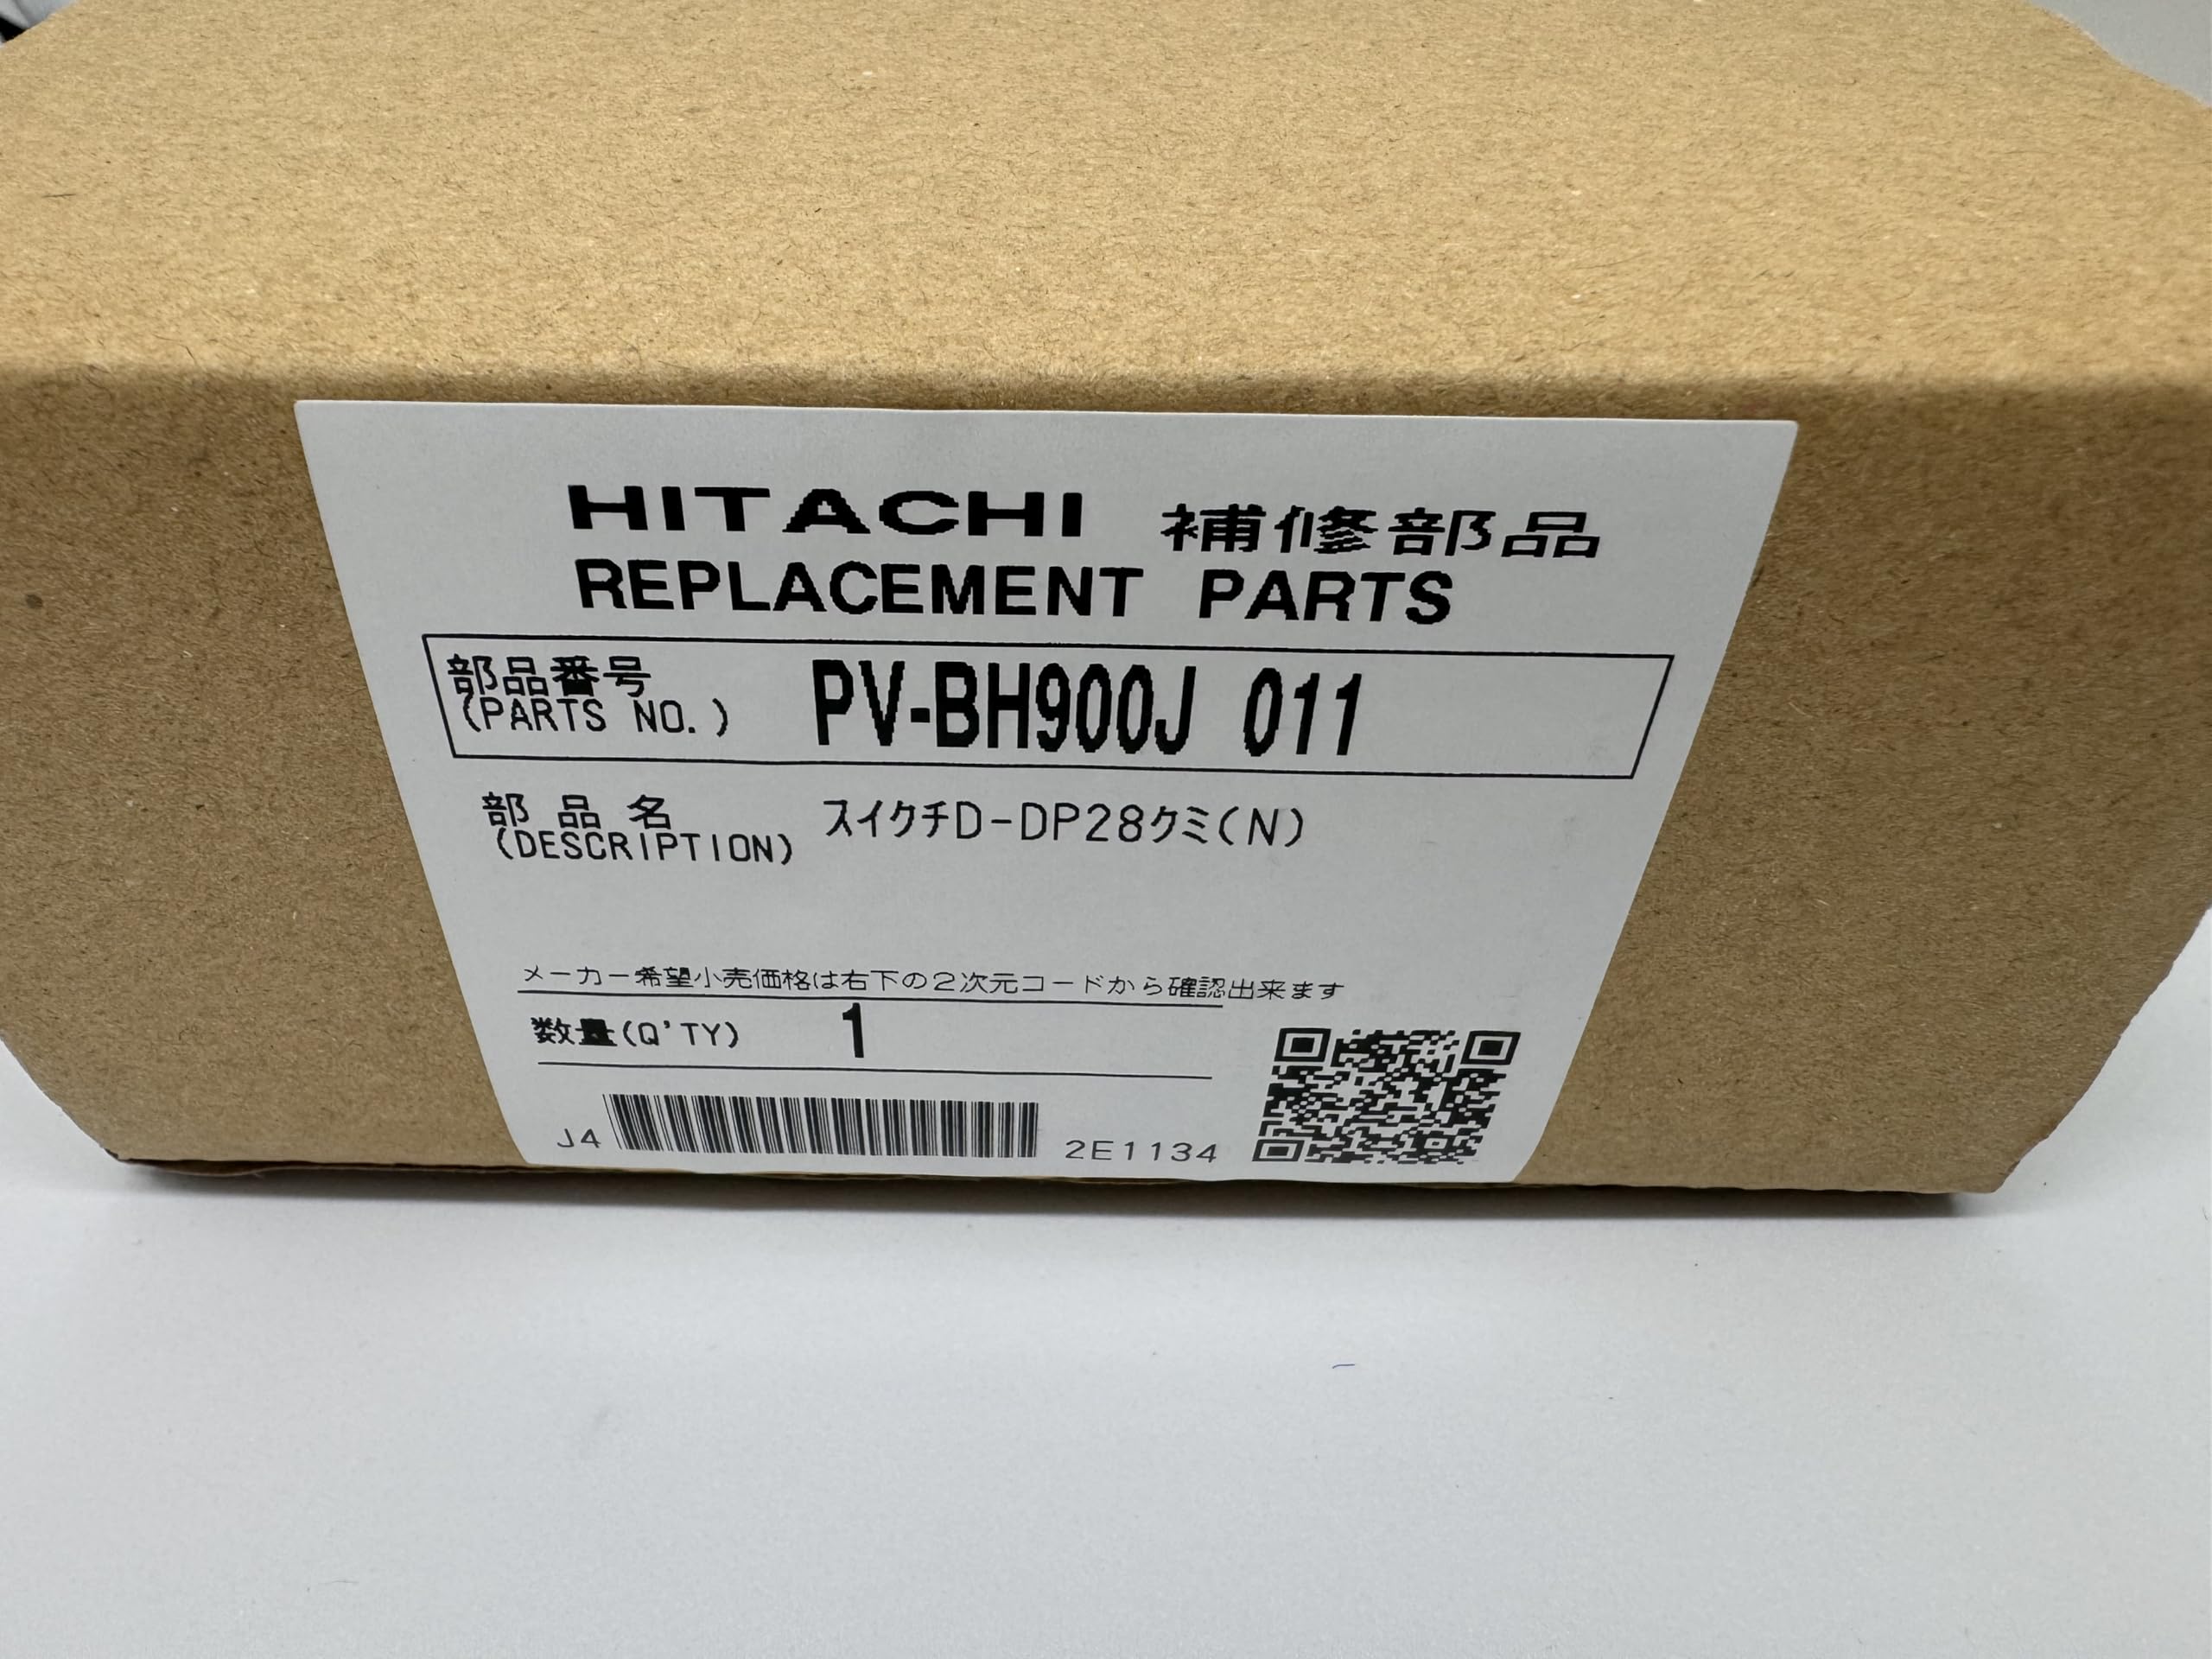 HITACHI 補修部品
REPLACEMENT PARTS
部品番号
(PARTS NO.) PV-BH900J 011
部品名 スイクチD-DP28クミ(N)
(DESCRIPTION)
メーカー希望小売価格は右下の2次元コードから確認出来ます
数量(Q'TY) 1
J4 2E1134